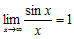 lim x→∞ sin x / x = 1